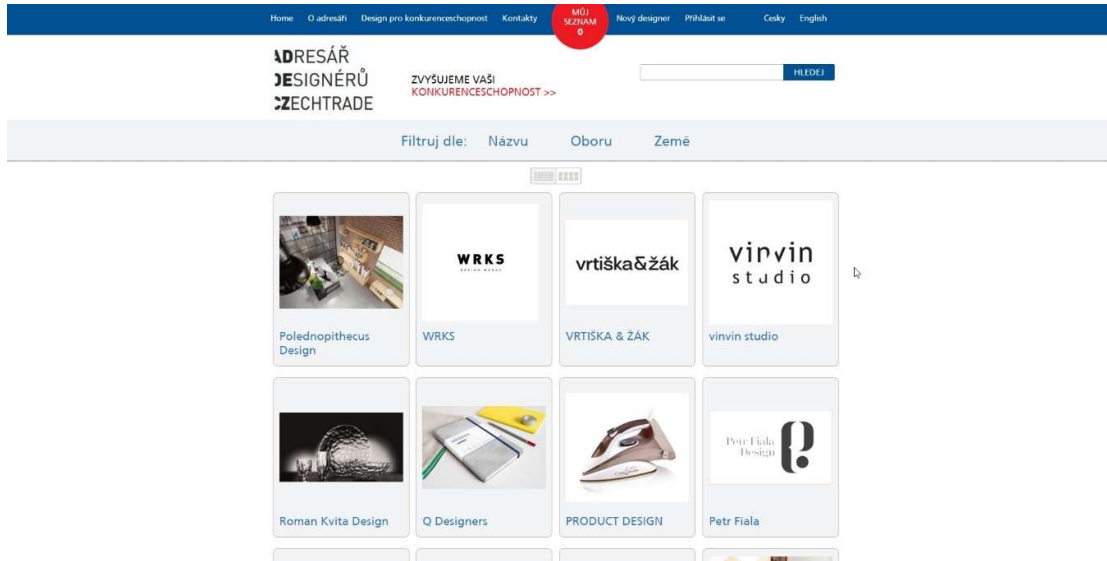 Home O adresáři Design pro konkurenceschopnost Kontakty
MŮJ
SEZNAM
0
Nový designer Přihlásit se Česky English
ADRESÁŘ
DESIGNÉRŮ
CZECHTRADE
ZVYŠUJEME VAŠI
KONKURENCESCHOPNOST >>
HLEDEJ
Filtruj dle: Názvu Oboru Země
WRKS
vrtiška&žák
vinvin
studio
Polednopithecus
Design
WRKS
VRTIŠKA & ŽÁK
vinvin studio
Petr Fiala
Design
Roman Kvita Design
Q Designers
PRODUCT DESIGN
Petr Fiala